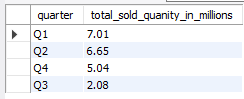 quarter total_sold_quanity_in_millions
Q1 7.01
Q2 6.65
Q4 5.04
Q3 2.08